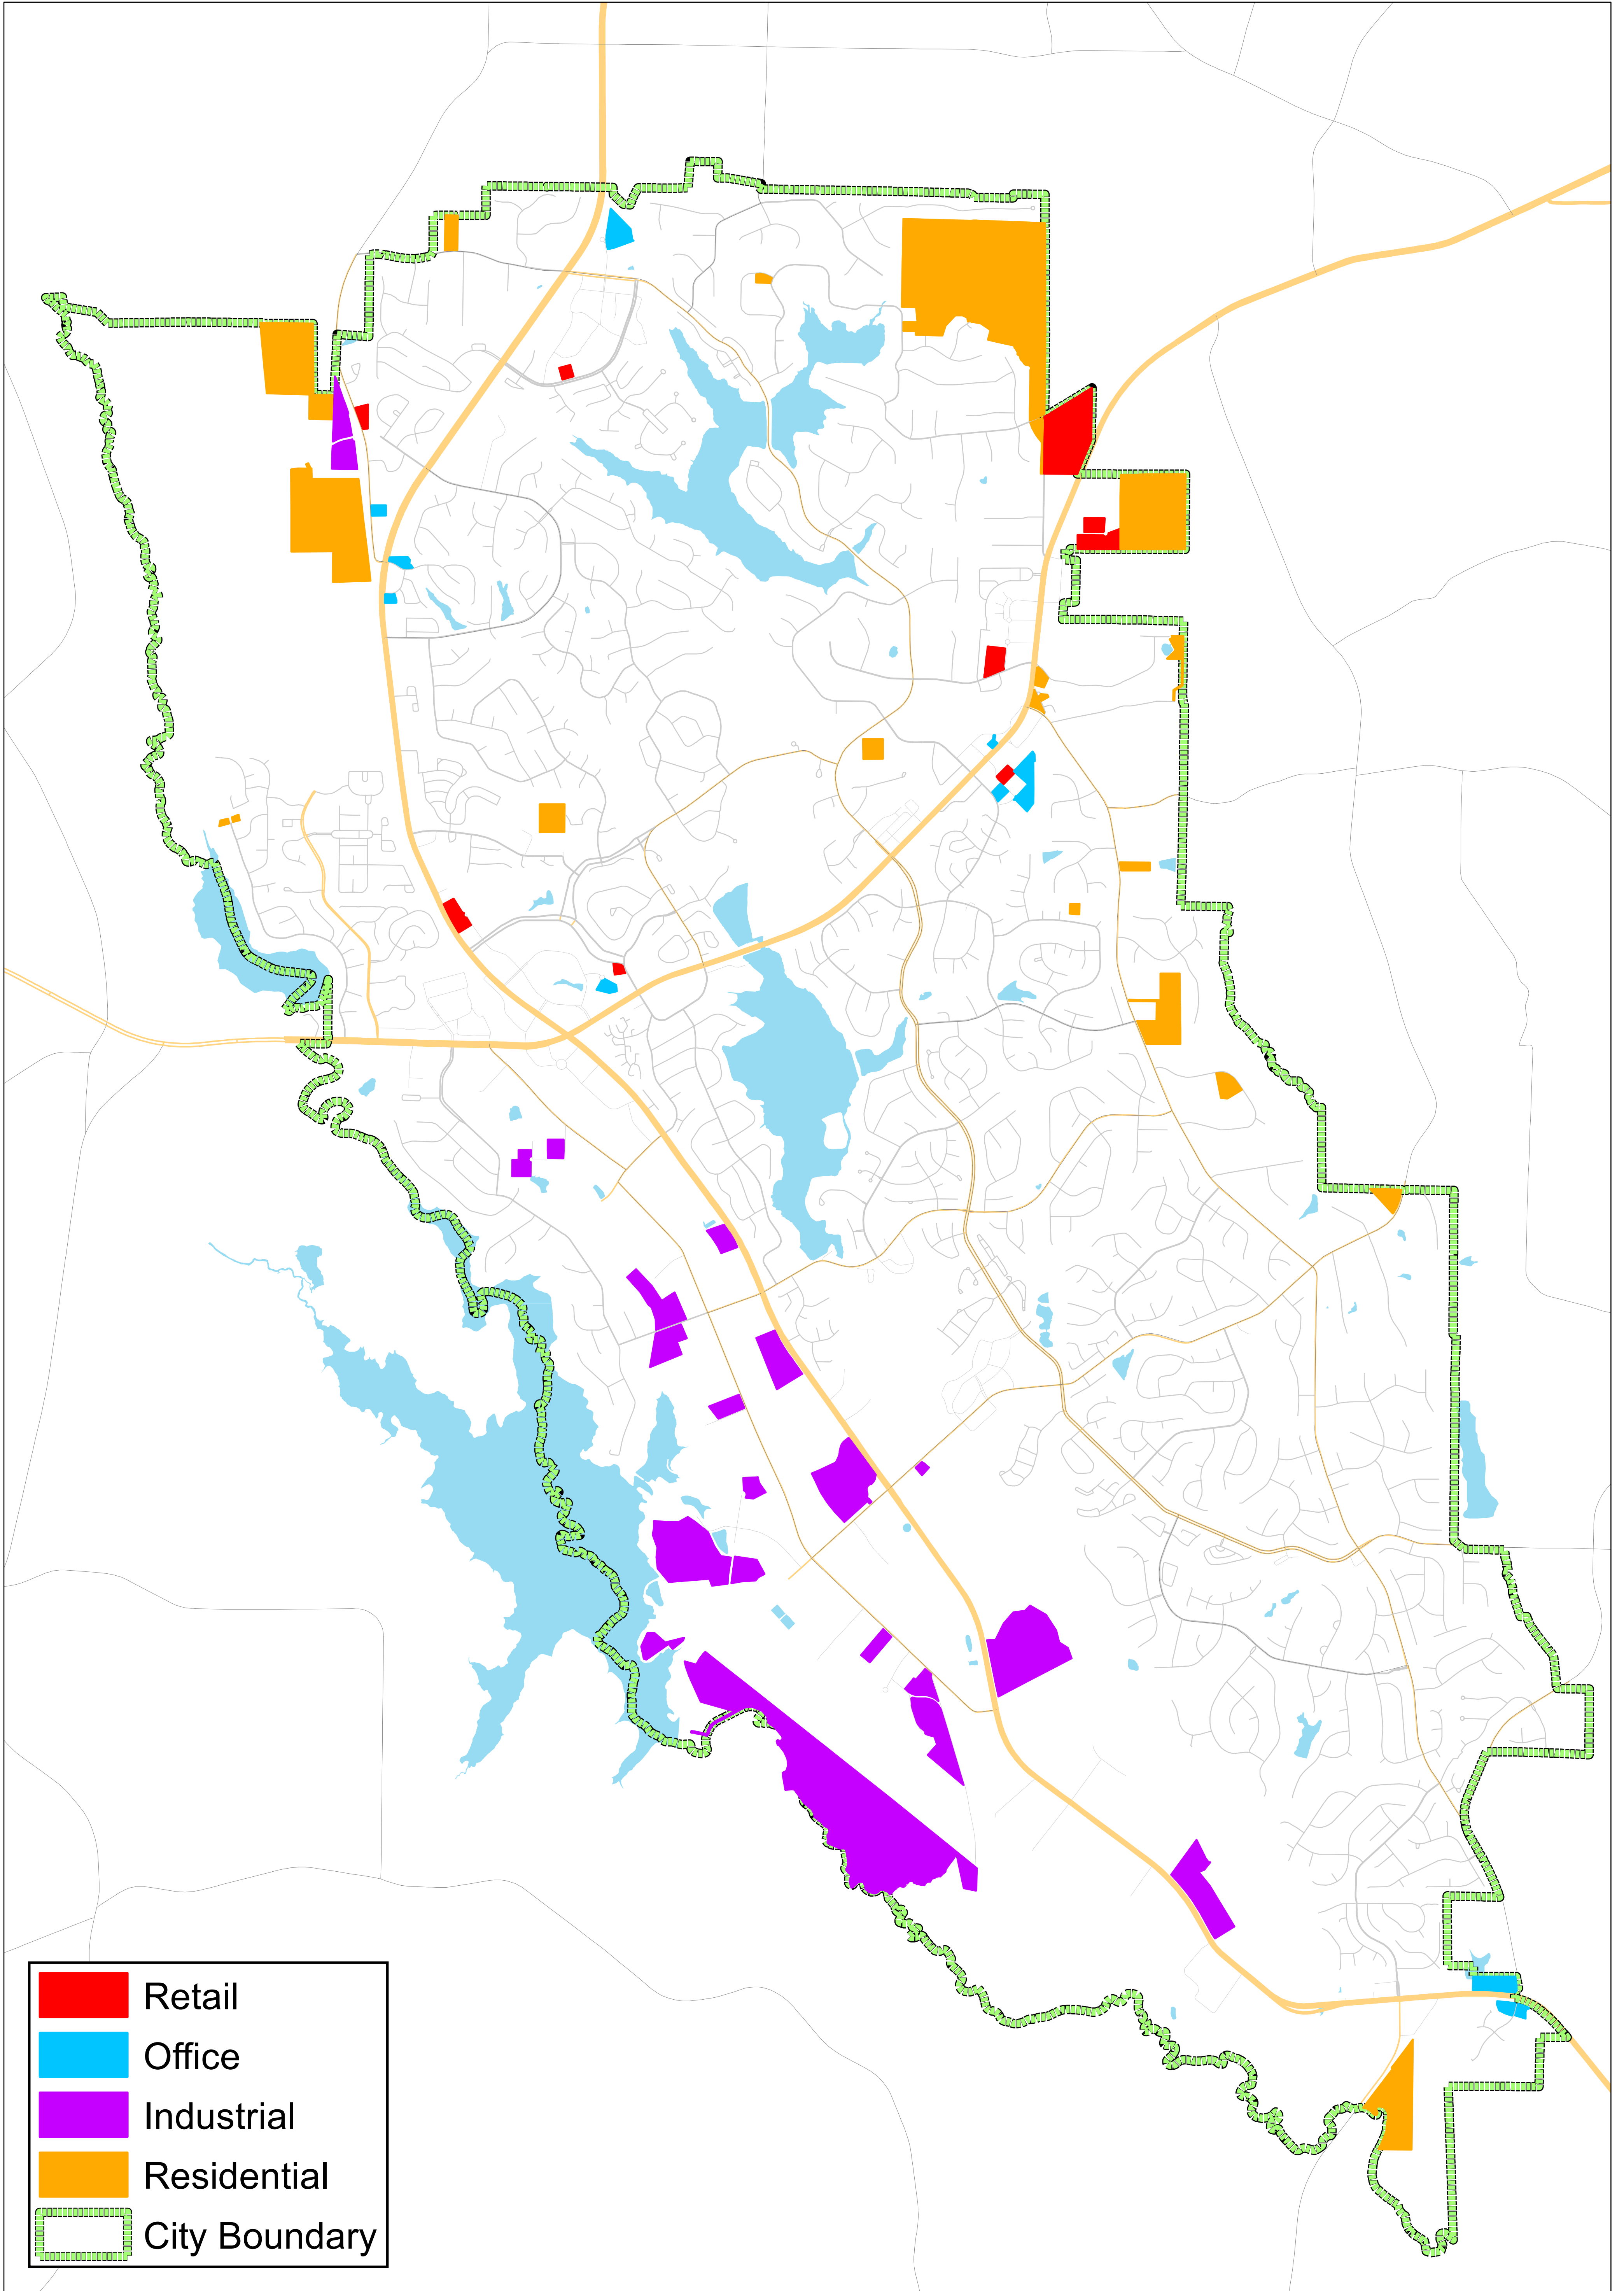 Retail
Office
Industrial
Residential
City Boundary